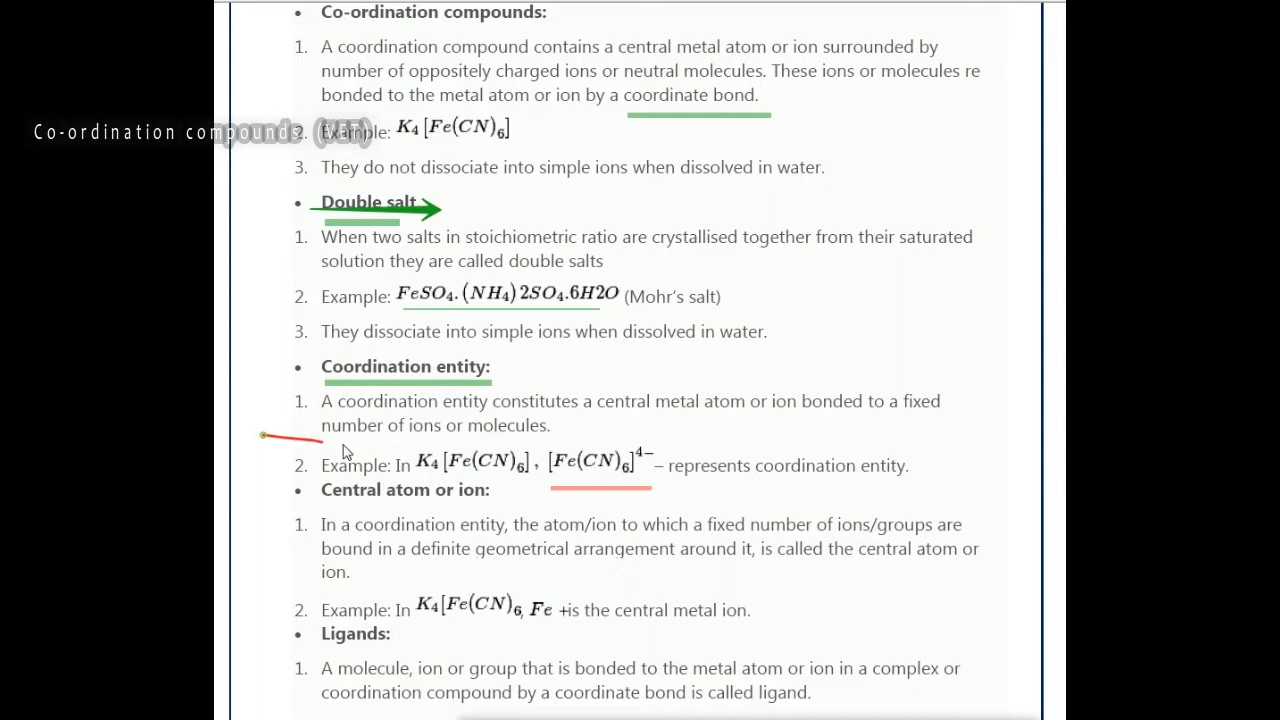 • Co-ordination compounds:
1. A coordination compound contains a central metal atom or ion surrounded by
number of oppositely charged ions or neutral molecules. These ions or molecules re
bonded to the metal atom or ion by a coordinate bond.
Co-ordination compounds (VBT)
2. Example: K₄[Fe(CN)₆]
3. They do not dissociate into simple ions when dissolved in water.
• Double salt
1. When two salts in stoichiometric ratio are crystallised together from their saturated
solution they are called double salts
2. Example: FeSO₄.(NH₄)2SO₄.6H2O (Mohr's salt)
3. They dissociate into simple ions when dissolved in water.
• Coordination entity:
1. A coordination entity constitutes a central metal atom or ion bonded to a fixed
number of ions or molecules.
2. Example: In K₄[Fe(CN)₆], [Fe(CN)₆]⁴⁻ – represents coordination entity.
• Central atom or ion:
1. In a coordination entity, the atom/ion to which a fixed number of ions/groups are
bound in a definite geometrical arrangement around it, is called the central atom or
ion.
2. Example: In K₄[Fe(CN)₆, Fe +is the central metal ion.
• Ligands:
1. A molecule, ion or group that is bonded to the metal atom or ion in a complex or
coordination compound by a coordinate bond is called ligand.